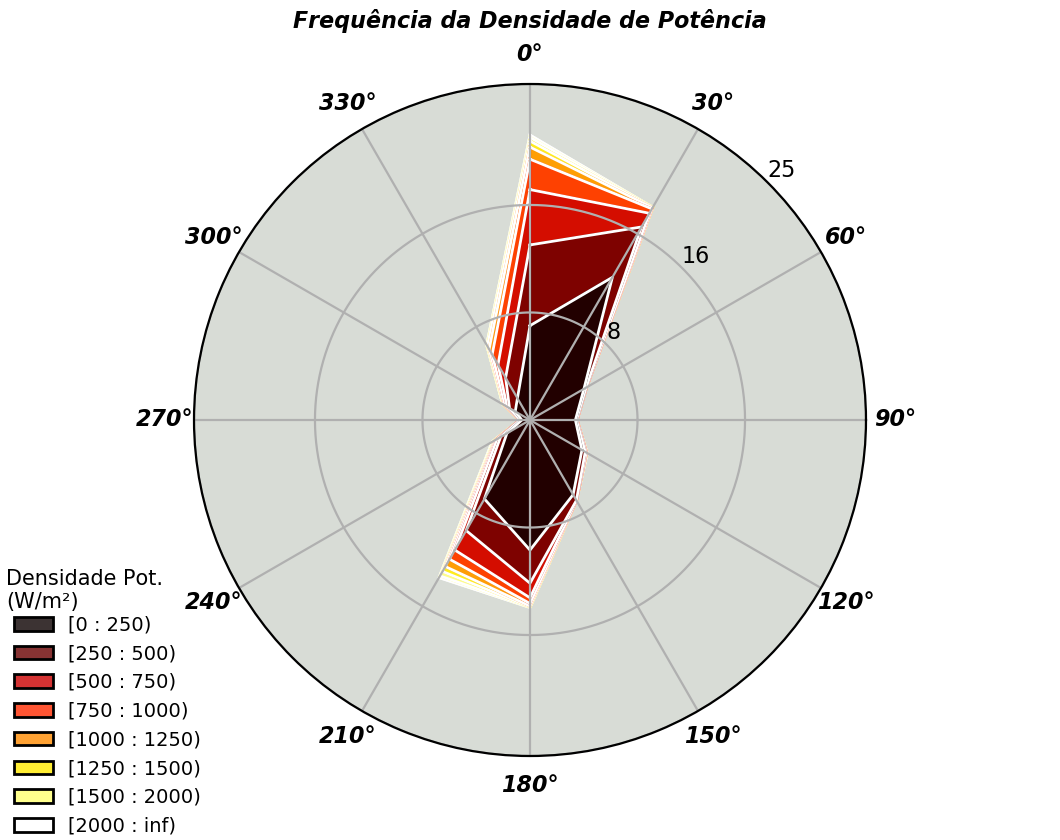 Frequência da Densidade de Potência
0°
330°
30°
25
300°
60°
16
8
270°
90°
240°
120°
210°
150°
180°
Densidade Pot.
(W/m²)
[0 : 250)
[250 : 500)
[500 : 750)
[750 : 1000)
[1000 : 1250)
[1250 : 1500)
[1500 : 2000)
[2000 : inf)